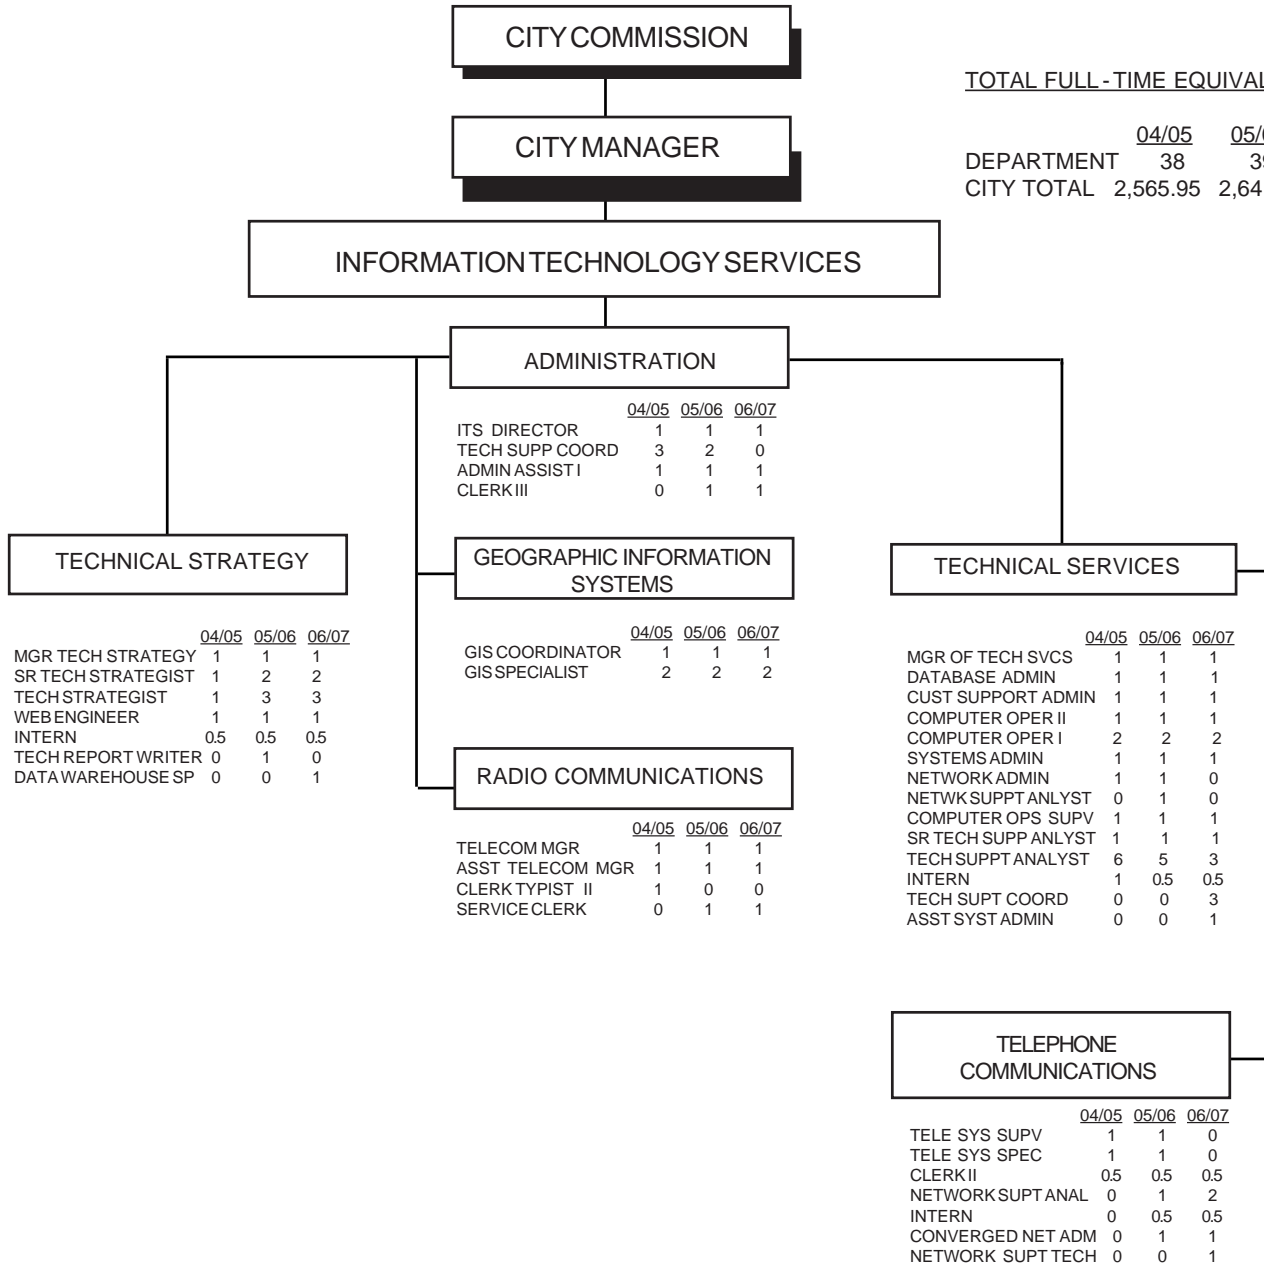 CITY COMMISSION
TOTAL FULL-TIME EQUIVAL
CITY MANAGER
04/05 05/0
DEPARTMENT 38 39
CITY TOTAL 2,565.95 2,64
INFORMATION TECHNOLOGY SERVICES
ADMINISTRATION
04/05 05/06 06/07
ITS DIRECTOR 1 1 1
TECH SUPP COORD 3 2 0
ADMIN ASSIST I 1 1 1
CLERK III 0 1 1
TECHNICAL STRATEGY
04/05 05/06 06/07
MGR TECH STRATEGY 1 1 1
SR TECH STRATEGIST 1 2 2
TECH STRATEGIST 1 3 3
WEB ENGINEER 1 1 1
INTERN 0.5 0.5 0.5
TECH REPORT WRITER 0 1 0
DATA WAREHOUSE SP 0 0 1
GEOGRAPHIC INFORMATION
SYSTEMS
04/05 05/06 06/07
GIS COORDINATOR 1 1 1
GIS SPECIALIST 2 2 2
RADIO COMMUNICATIONS
04/05 05/06 06/07
TELECOM MGR 1 1 1
ASST TELECOM MGR 1 1 1
CLERK TYPIST II 1 0 0
SERVICE CLERK 0 1 1
TECHNICAL SERVICES
04/05 05/06 06/07
MGR OF TECH SVCS 1 1 1
DATABASE ADMIN 1 1 1
CUST SUPPORT ADMIN 1 1 1
COMPUTER OPER II 1 1 1
COMPUTER OPER I 2 2 2
SYSTEMS ADMIN 1 1 1
NETWORK ADMIN 1 1 0
NETWK SUPPT ANLYST 0 1 0
COMPUTER OPS SUPV 1 1 1
SR TECH SUPP ANLYST 1 1 1
TECH SUPPT ANALYST 6 5 3
INTERN 1 0.5 0.5
TECH SUPT COORD 0 0 3
ASST SYST ADMIN 0 0 1
TELEPHONE
COMMUNICATIONS
04/05 05/06 06/07
TELE SYS SUPV 1 1 0
TELE SYS SPEC 1 1 0
CLERK II 0.5 0.5 0.5
NETWORK SUPT ANAL 0 1 2
INTERN 0 0.5 0.5
CONVERGED NET ADM 0 1 1
NETWORK SUPT TECH 0 0 1